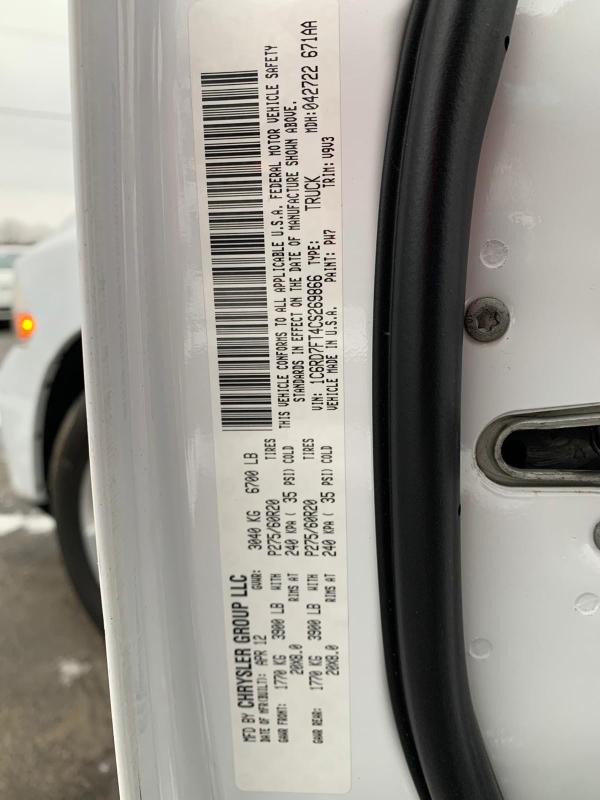 MFD BY CHRYSLER GROUP LLC
DATE OF MFR(BUILT): APR 12 GVWR: 3040 KG 6700 LB
GAWR FRONT: 1770 KG 3900 LB WITH P275/60R20 TIRES
20X8.0 RIMS AT 240 KPA ( 35 PSI) COLD
GAWR REAR: 1770 KG 3900 LB WITH P275/60R20 TIRES
20X8.0 RIMS AT 240 KPA ( 35 PSI) COLD
THIS VEHICLE CONFORMS TO ALL APPLICABLE U.S.A. FEDERAL MOTOR VEHICLE SAFETY
STANDARDS IN EFFECT ON THE DATE OF MANUFACTURE SHOWN ABOVE.
VIN: 1C6RD7FT4CS269866 TYPE: TRUCK MDH:042722 671AA
VEHICLE MADE IN U.S.A. PAINT: PW7 TRIM: V9V3